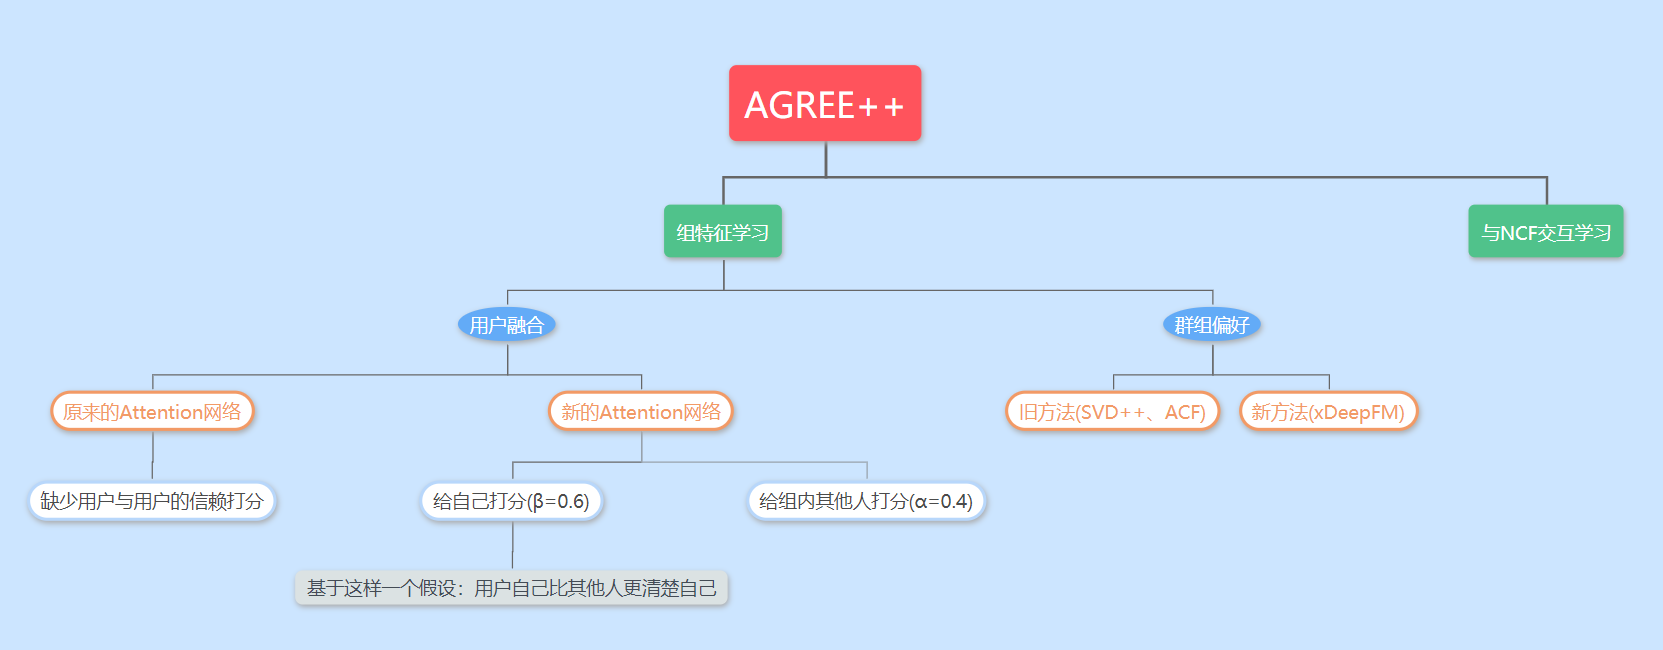 AGREE++
组特征学习
与NCF交互学习
用户融合
群组偏好
原来的Attention网络
新的Attention网络
旧方法(SVD++、ACF)
新方法(xDeepFM)
缺少用户与用户的信赖打分
给自己打分(β=0.6)
给组内其他人打分(α=0.4)
基于这样一个假设：用户自己比其他人更清楚自己